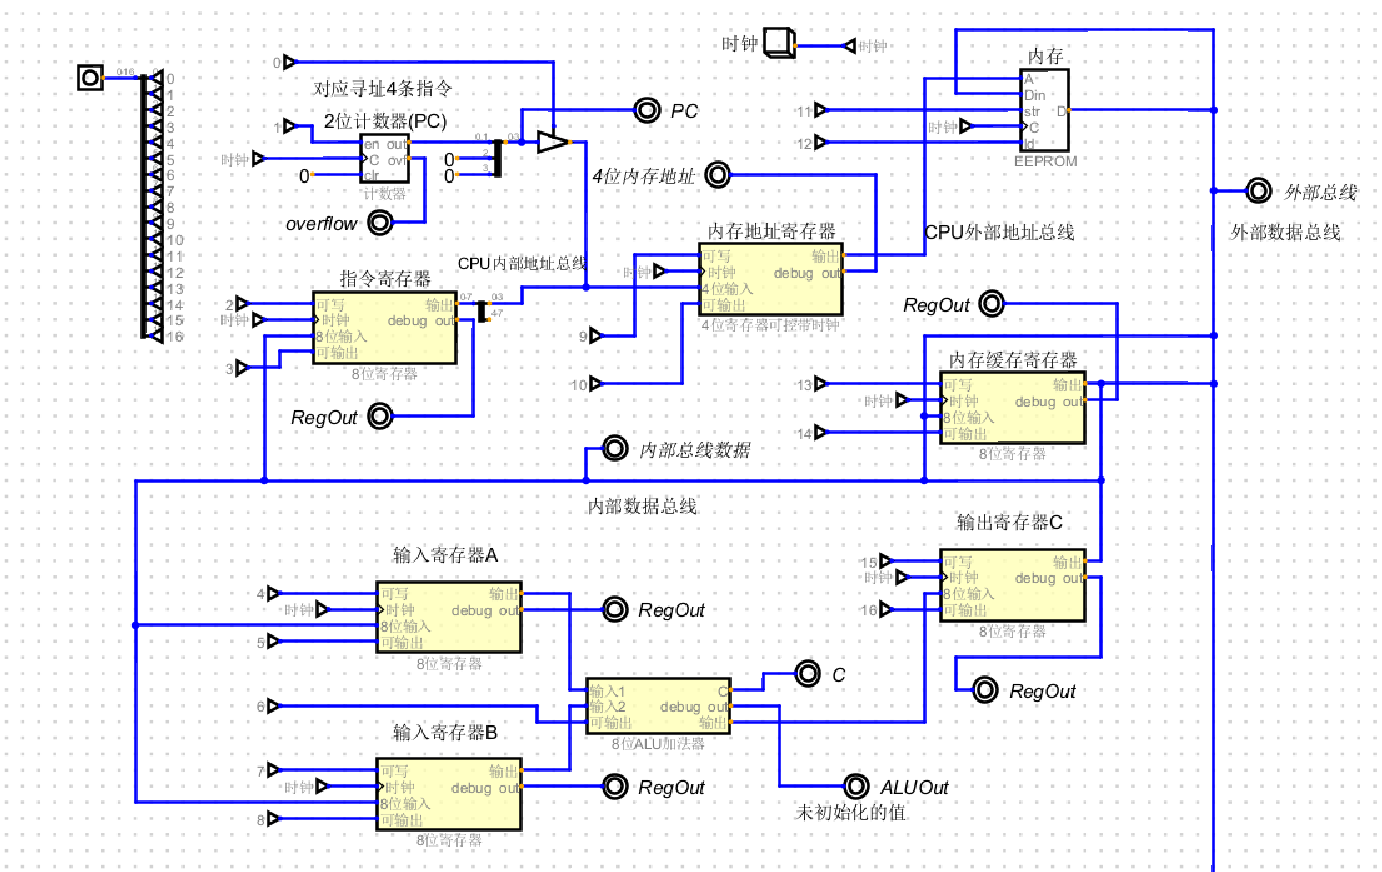 时钟
时钟
内存
A
Din
str
D
C
ld
EEPROM
11
时钟
12
0
对应寻址4条指令
2位计数器(PC)
1
en out
C ovf
clr
计数器
时钟
0
0
0
PC
overflow
016
0
1
2
3
4
5
6
7
8
9
10
11
12
13
14
15
16
4位内存地址
外部总线
外部数据总线
CPU外部地址总线
CPU内部地址总线
内存地址寄存器
可写
时钟
4位输入
可输出
输出
debug out
4位寄存器可控带时钟
时钟
9
10
指令寄存器
2
时钟
3
可写
时钟
8位输入
可输出
输出
debug out
8位寄存器
07
03
47
RegOut
RegOut
内存缓存寄存器
13
时钟
14
可写
时钟
8位输入
可输出
输出
debug out
8位寄存器
内部总线数据
内部数据总线
输出寄存器C
15
时钟
16
可写
时钟
8位输入
可输出
输出
debug out
8位寄存器
RegOut
输入寄存器A
4
时钟
5
可写
时钟
8位输入
可输出
输出
debug out
8位寄存器
RegOut
6
输入1
输入2
可输出
C
debug out
输出
8位ALU加法器
C
ALUOut
未初始化的值
输入寄存器B
7
时钟
8
可写
时钟
8位输入
可输出
输出
debug out
8位寄存器
RegOut